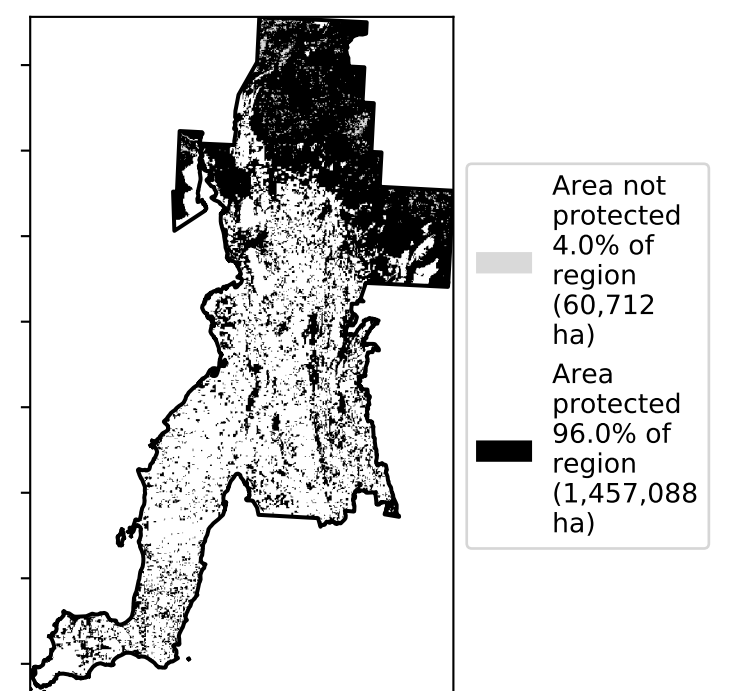 Area not
protected
4.0% of
region
(60,712
ha)
Area
protected
96.0% of
region
(1,457,088
ha)